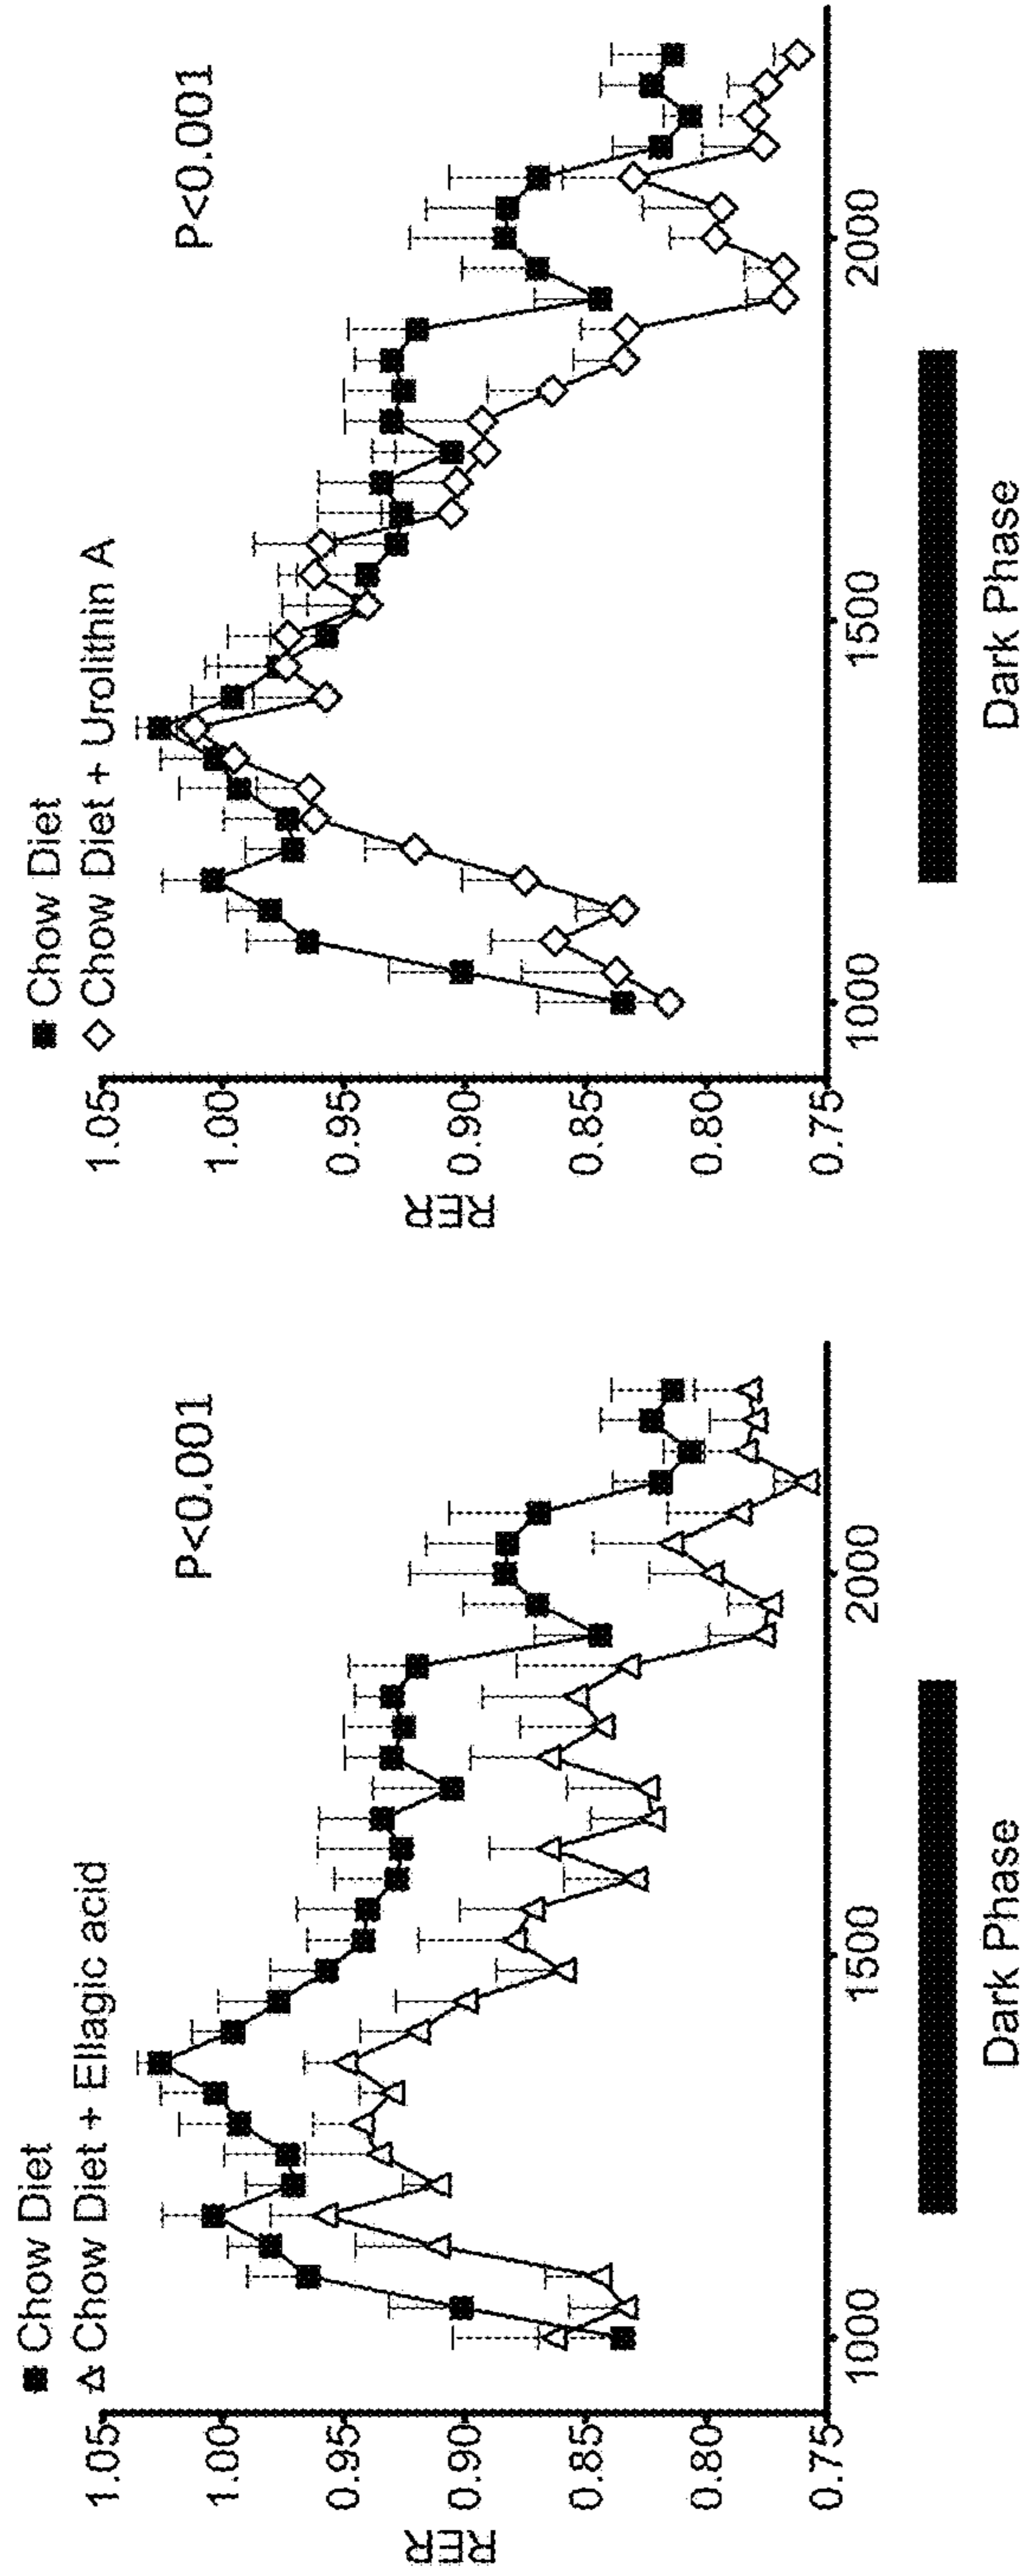 Chow Diet
Chow Diet + Ellagic acid
P<0.001
RER
1.05
1.00
0.95
0.90
0.85
0.80
0.75
1000
1500
2000
Dark Phase
Chow Diet
Chow Diet + Urolithin A
P<0.001
RER
1.05
1.00
0.95
0.90
0.85
0.80
0.75
1000
1500
2000
Dark Phase